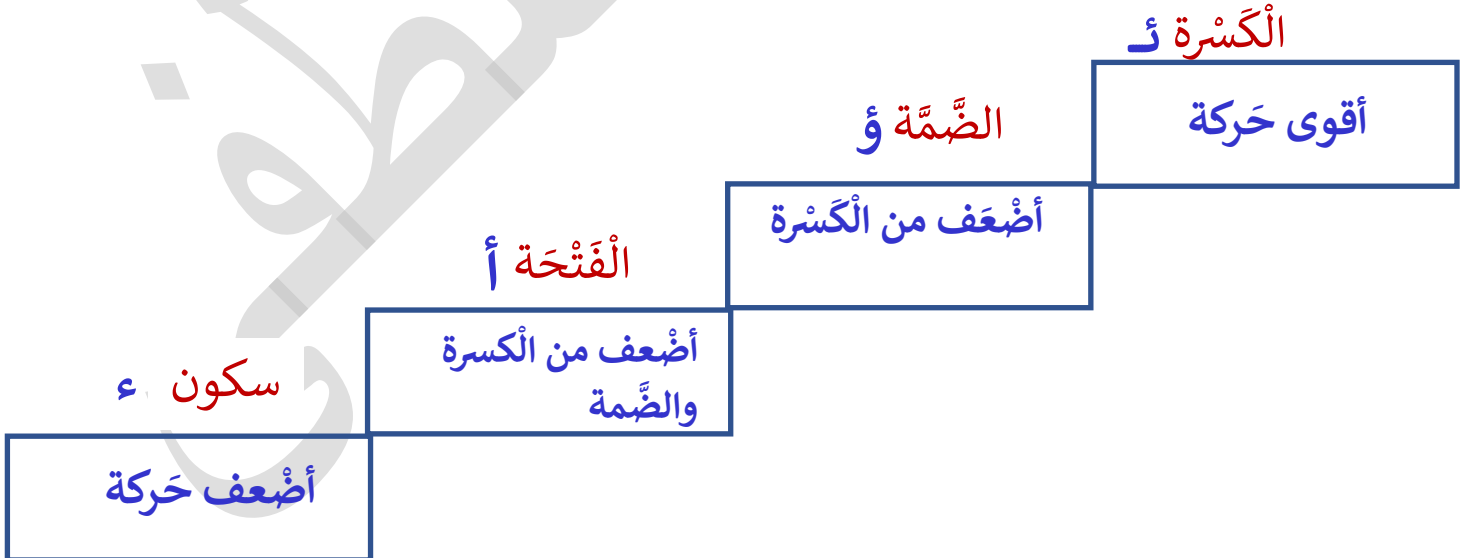 الْكَسْرة ئـ
أقوى حَركة
الضَّمَّة ؤ
أضْعَف من الْكَسْرة
الْفَتْحَة أ
أضْعف من الْكسرة
والضَّمة
سكون ء
أضْعف حَركة